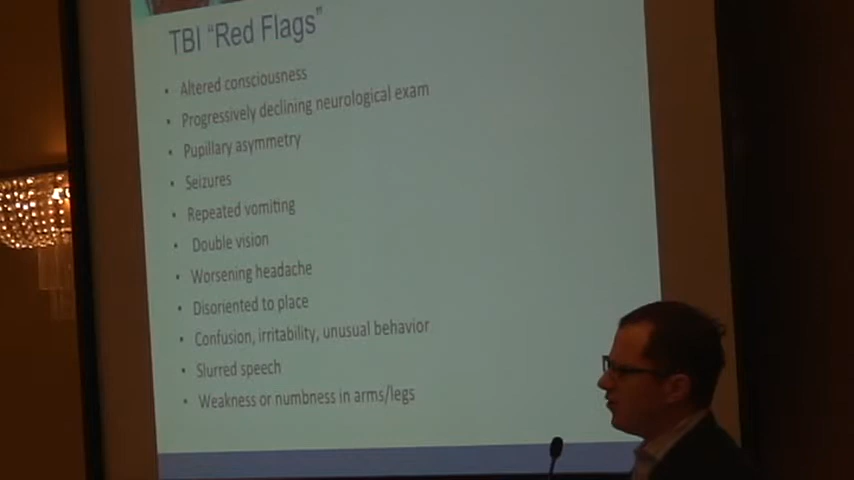 TBI "Red Flags"
• Altered consciousness
• Progressively declining neurological exam
• Pupillary asymmetry
• Seizures
• Repeated vomiting
• Double vision
• Worsening headache
• Disoriented to place
• Confusion, irritability, unusual behavior
• Slurred speech
• Weakness or numbness in arms/legs